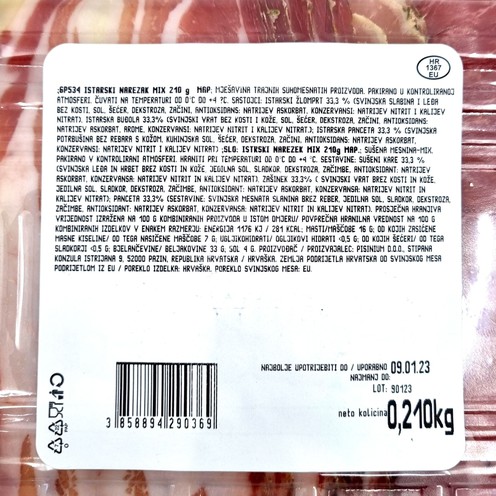 HR
1367
EU
;6P534 ISTARSKI NAREZAK MIX 210 g HAP: MJEŠAVINA TRAJNIH SUHOMESNATIH PROIZVODA. PAKIRANO U KONTROLIRANOJ
ATMOSFERI. ČUVATI NA TEMPERATURI OD 0°C DO +4 °C. SASTOJCI: ISTARSKI ŽLOMPRT 33,3 % (SVINJSKA SLABINA I LEĐA
BEZ KOSTI, SOL, ŠEĆER, DEKSTROZA, ZAČINI, ANTIOKSIDANS: NATRIJEV ASKORBAT, KONZERVANSI: NATRIJEV NITRIT I KALIJEV
NITRAT); ISTARSKA BUDOLA 33,3% (SVINJSKI VRAT BEZ KOSTI I KOŽE, SOL, ŠEĆER, DEKSTROZA, ZAČINI, ANTIOKSIDANS:
NATRIJEV ASKORBAT, AROME, KONZERVANSI: NATRIJEV NITRIT I KALIJEV NITRAT); ISTARSKA PANCETA 33,3 % (SVINJSKA
POTRBUŠINA BEZ REBARA S KOŽOM, KUHINJSKA SOL, ŠEĆER, DEKSTROZA, ZAČINI, ANTIOKSIDANS: NATRIJEV ASKORBAT,
KONZERVANSI: NATRIJEV NITRIT I KALIJEV NITRAT) ;SLO: ISTRSKI NAREZEK MIX 210g HAP.: SUŠENA MESNINA-MIX.
PAKIRANO V KONTROLIRANI ATMOSFERI. HRANITI PRI TEMPERATURI OD 0°C DO +4 °C. SESTAVINE: SUŠENI KARE 33,3 %
(SVINJSKA LEĐA IN HRBET BREZ KOSTI IN KOŽE, JEDILNA SOL, SLADKOR, DEKSTROZA, ZAČIMBE, ANTIOKSIDANT: NATRIJEV
ASKORBAT, KONZERVANSA: NATRIJEV NITRIT IN KALIJEV NITRAT), ZAŠINEK 33,3% ( SVINJSKI VRAT BREZ KOSTI IN KOŽE,
JEDILNA SOL, SLADKOR, DEKSTROZA, ZAČIMBE, ANTIOKSIDANT: NATRIJEV ASKORBAT, KONZERVANSA: NATRIJEV NITRIT IN
KALIJEV NITRAT), PANCETA 33,3% (SESTAVINE: SVINJSKA MESNATA SLANINA BREZ REBER, JEDILNA SOL, SLADKOR, DEKSTROZA,
ZAČIMBE, ANTIOKSIDANT: NATRIJEV ASKORBAT, KONZERVANSA: NATRIJEV NITRIT IN KALIJEV NITRAT). PROSJEČNA HRANJIVA
VRIJEDNOST IZRAŽENA NA 100 G KOMBINIRANIH PROIZVODA U ISTOM OMJERU/ POVPREČNA HRANILNA VREDNOST NA 100 G
KOMBINIRANIH IZDELKOV V ENAKEM RAZMERJU: ENERGIJA 1176 KJ / 281 KCAL; MASTI/MAŠČOBE 16 G; OD KOJIH ZASIĆENE
MASNE KISELINE/ OD TEGA NASIČENE MAŠČOBE 7 G; UGLJIKOHIDRATI/ OGLJIKOVI HIDRATI <0,5 G; OD KOJIH ŠEĆERI/ OD TEGA
SLADKORJI <0,5 G; BJELANČEVINE/ BELJAKOVINE 33 G, SOL 4 G. PROIZVOĐAČ / PROIZVAJALEC: PISINIUM D.O.O., STIPANA
KONZULA ISTRIJANA 9, 52000 PAZIN, REPUBLIKA HRVATSKA / ZEMLJA PODRIJETLA HRVATSKA OD SVINJSKOG MESA
PODRIJETLOM IZ EU / POREKLO IZDELKA: HRVAŠKA, POREKLO SVINJSKEGA MESA: EU.
NAJBOLJE UPOTRIJEBITI DO / UPORABNO 09.01.23
NAJMANJ DO:
LOT: 90123
neto kolicina 0,210kg
3 858894 290369